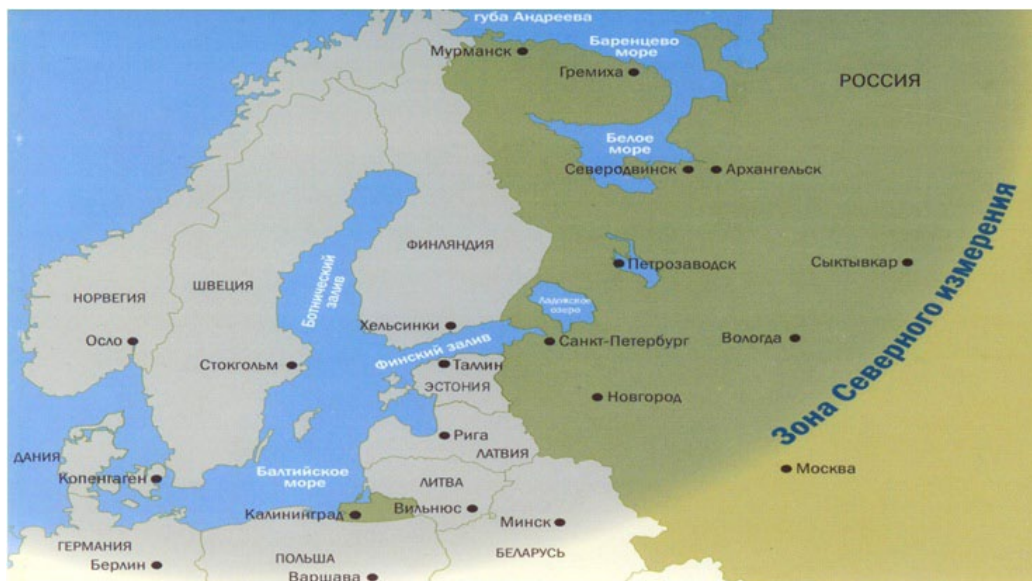 губа Андреева
Мурманск
Баренцево
море
Гремиха
РОССИЯ
Белое
море
Северодвинск
Архангельск
ФИНЛЯНДИЯ
Петрозаводск
Сыктывкар
НОРВЕГИЯ
ШВЕЦИЯ
Ботнический
залив
Ладожское
озеро
Зона Северного измерения
Осло
Хельсинки
Стокгольм
Финский залив
Санкт-Петербург
Вологда
Таллин
ЭСТОНИЯ
Новгород
Рига
ЛАТВИЯ
ДАНИЯ
Копенгаген
Балтийское
море
ЛИТВА
Москва
Калининград
Вильнюс
Минск
ГЕРМАНИЯ
Берлин
ПОЛЬША
Варшава
БЕЛАРУСЬ